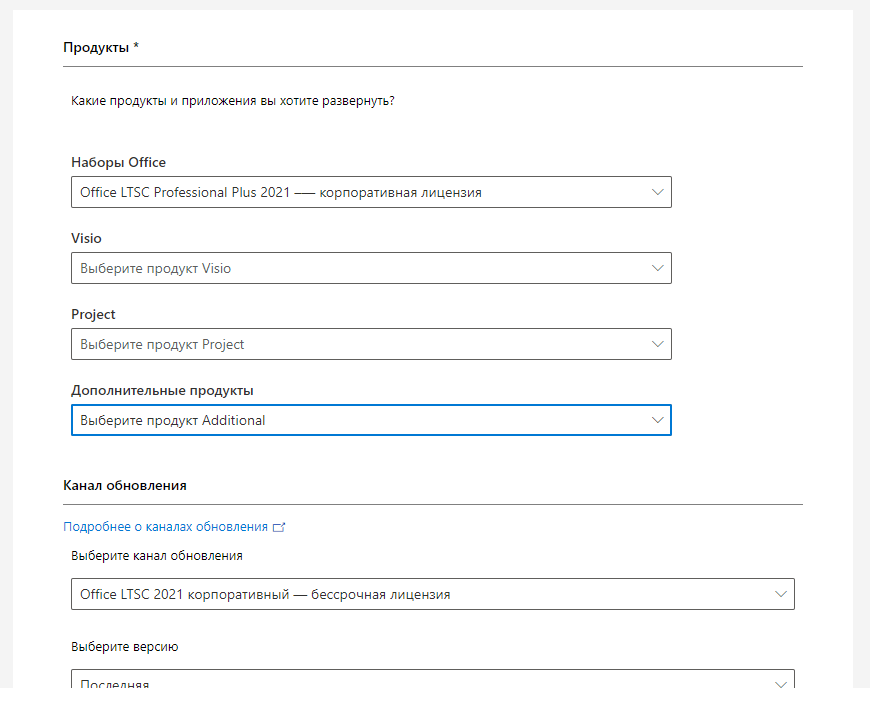 Продукты *
Какие продукты и приложения вы хотите развернуть?
Наборы Office
Office LTSC Professional Plus 2021 —– корпоративная лицензия
Visio
Выберите продукт Visio
Project
Выберите продукт Project
Дополнительные продукты
Выберите продукт Additional
Канал обновления
Подробнее о каналах обновления
Выберите канал обновления
Office LTSC 2021 корпоративный — бессрочная лицензия
Выберите версию
Последняя